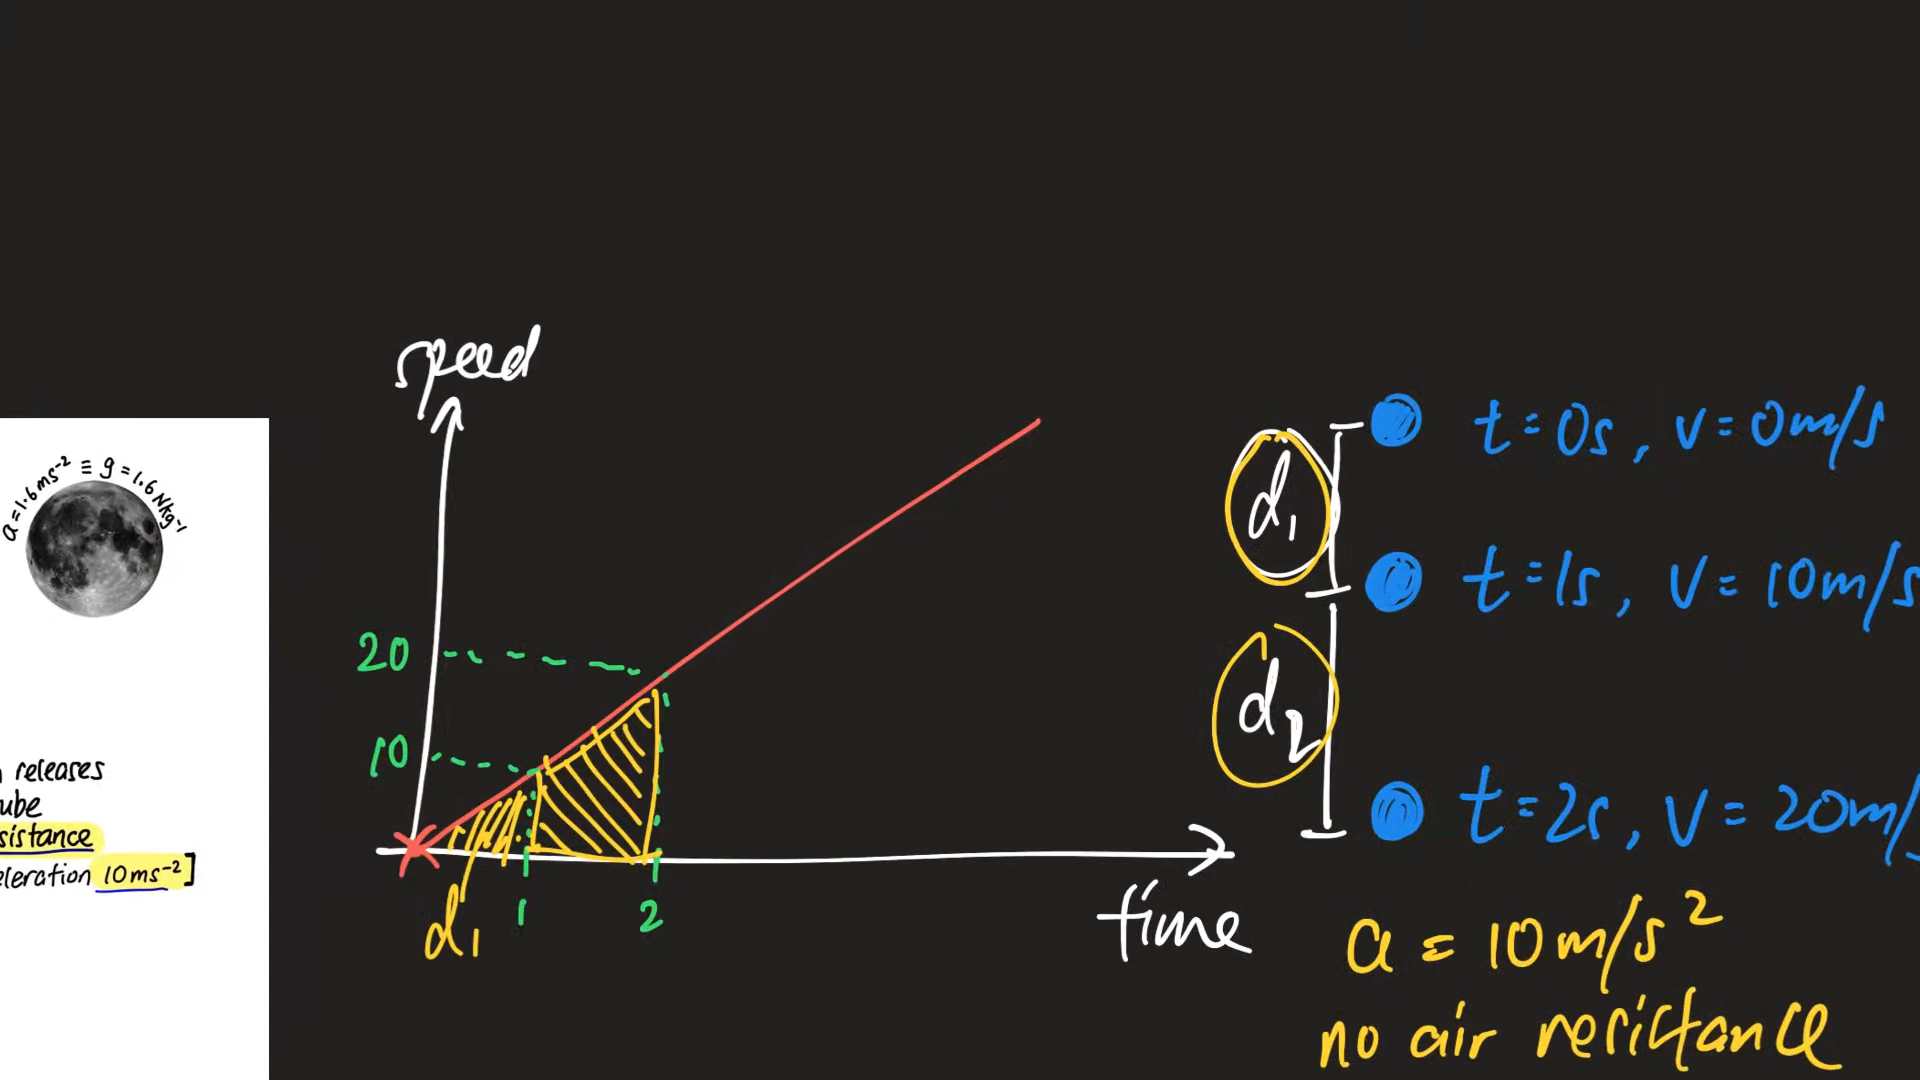 a = 1.6ms⁻² ≡ g = 1.6Nkg⁻¹
releases
sistance
eleration 10ms⁻²]
speed
20
10
d₁
1
2
time
d₁
d₂
t=0s, v=0m/s
t=1s, v=10m/s
t=2s, v=20m/
a = 10m/s²
no air resistance